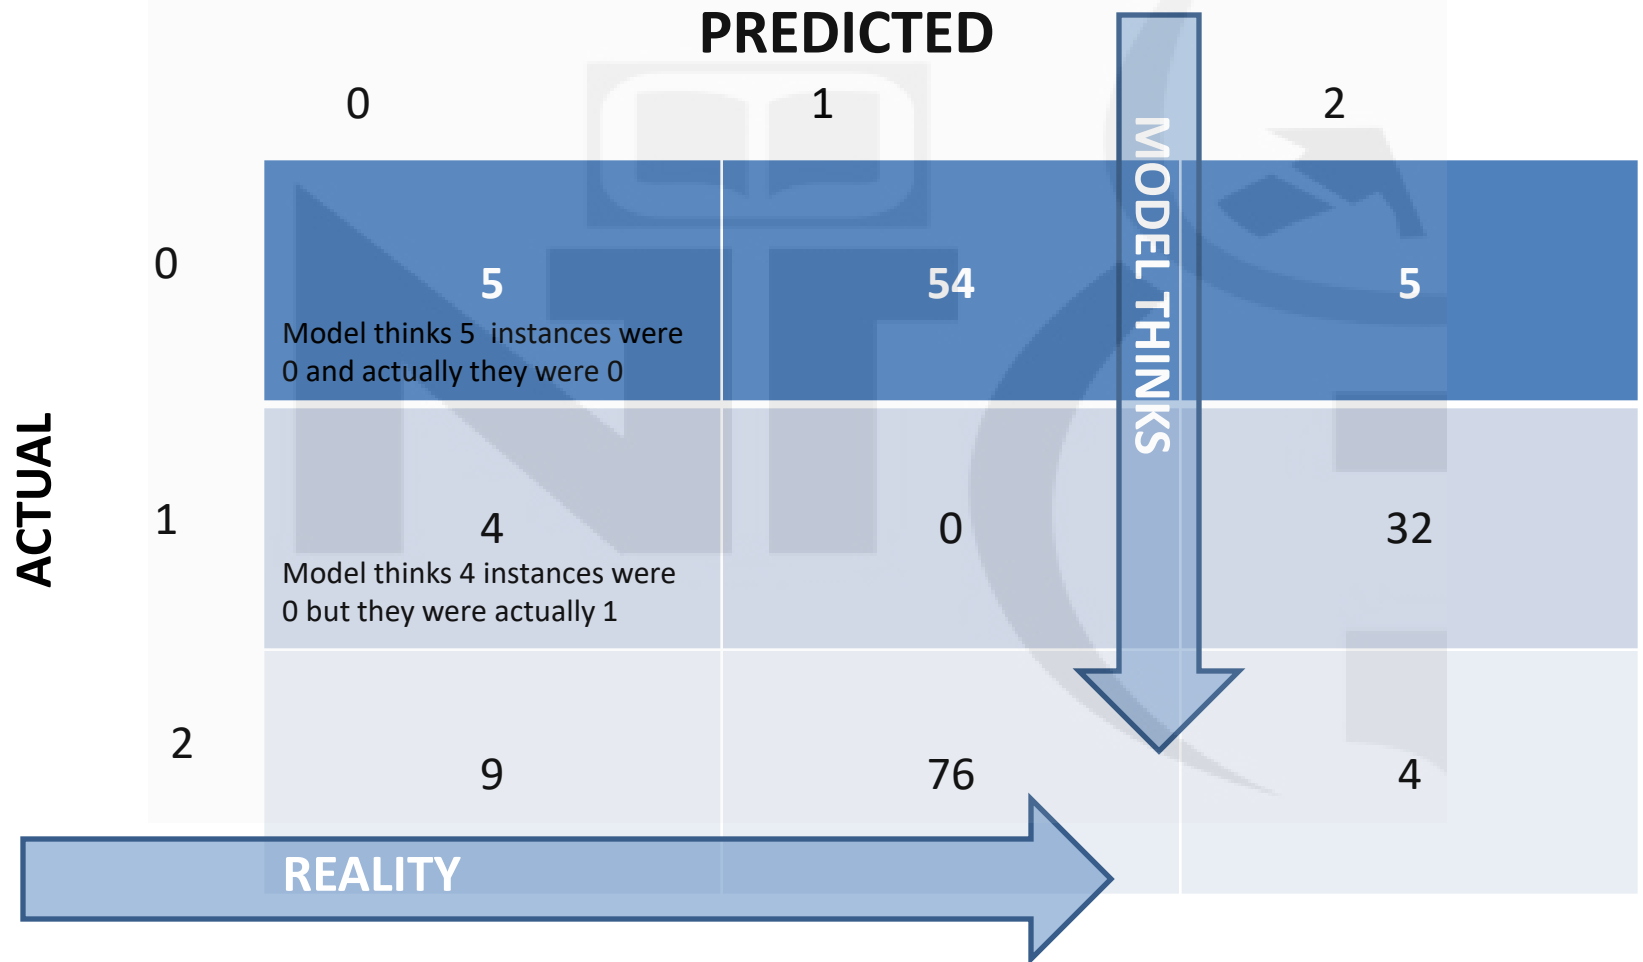 PREDICTED
0 1 2
MODEL THINKS
ACTUAL
0
5 54 5
Model thinks 5 instances were
0 and actually they were 0
1
4 0 32
Model thinks 4 instances were
0 but they were actually 1
2
9 76 4
REALITY